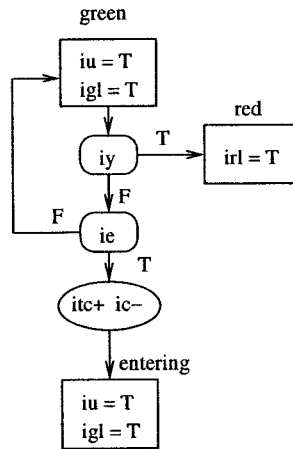 green
iu = T
igl = T
red
iy
T
irl = T
F
F
ie
T
itc+ ic−
entering
iu = T
igl = T